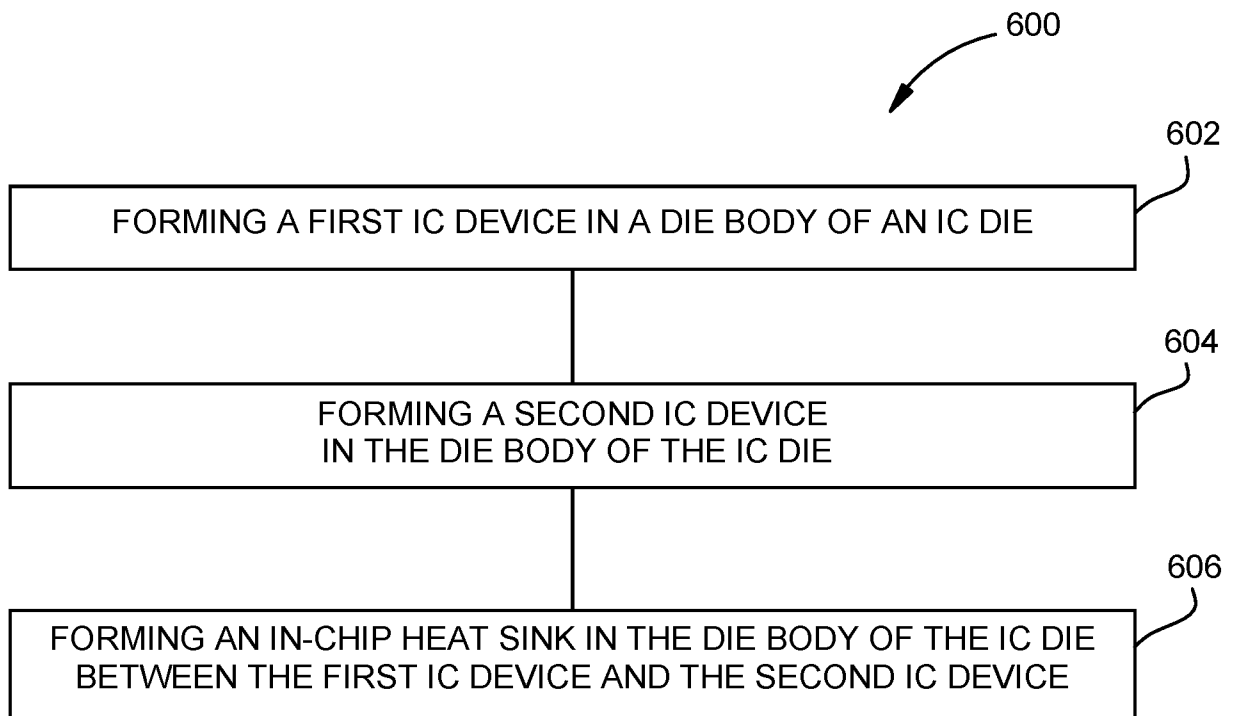 600
602
FORMING A FIRST IC DEVICE IN A DIE BODY OF AN IC DIE
604
FORMING A SECOND IC DEVICE
IN THE DIE BODY OF THE IC DIE
606
FORMING AN IN-CHIP HEAT SINK IN THE DIE BODY OF THE IC DIE
BETWEEN THE FIRST IC DEVICE AND THE SECOND IC DEVICE